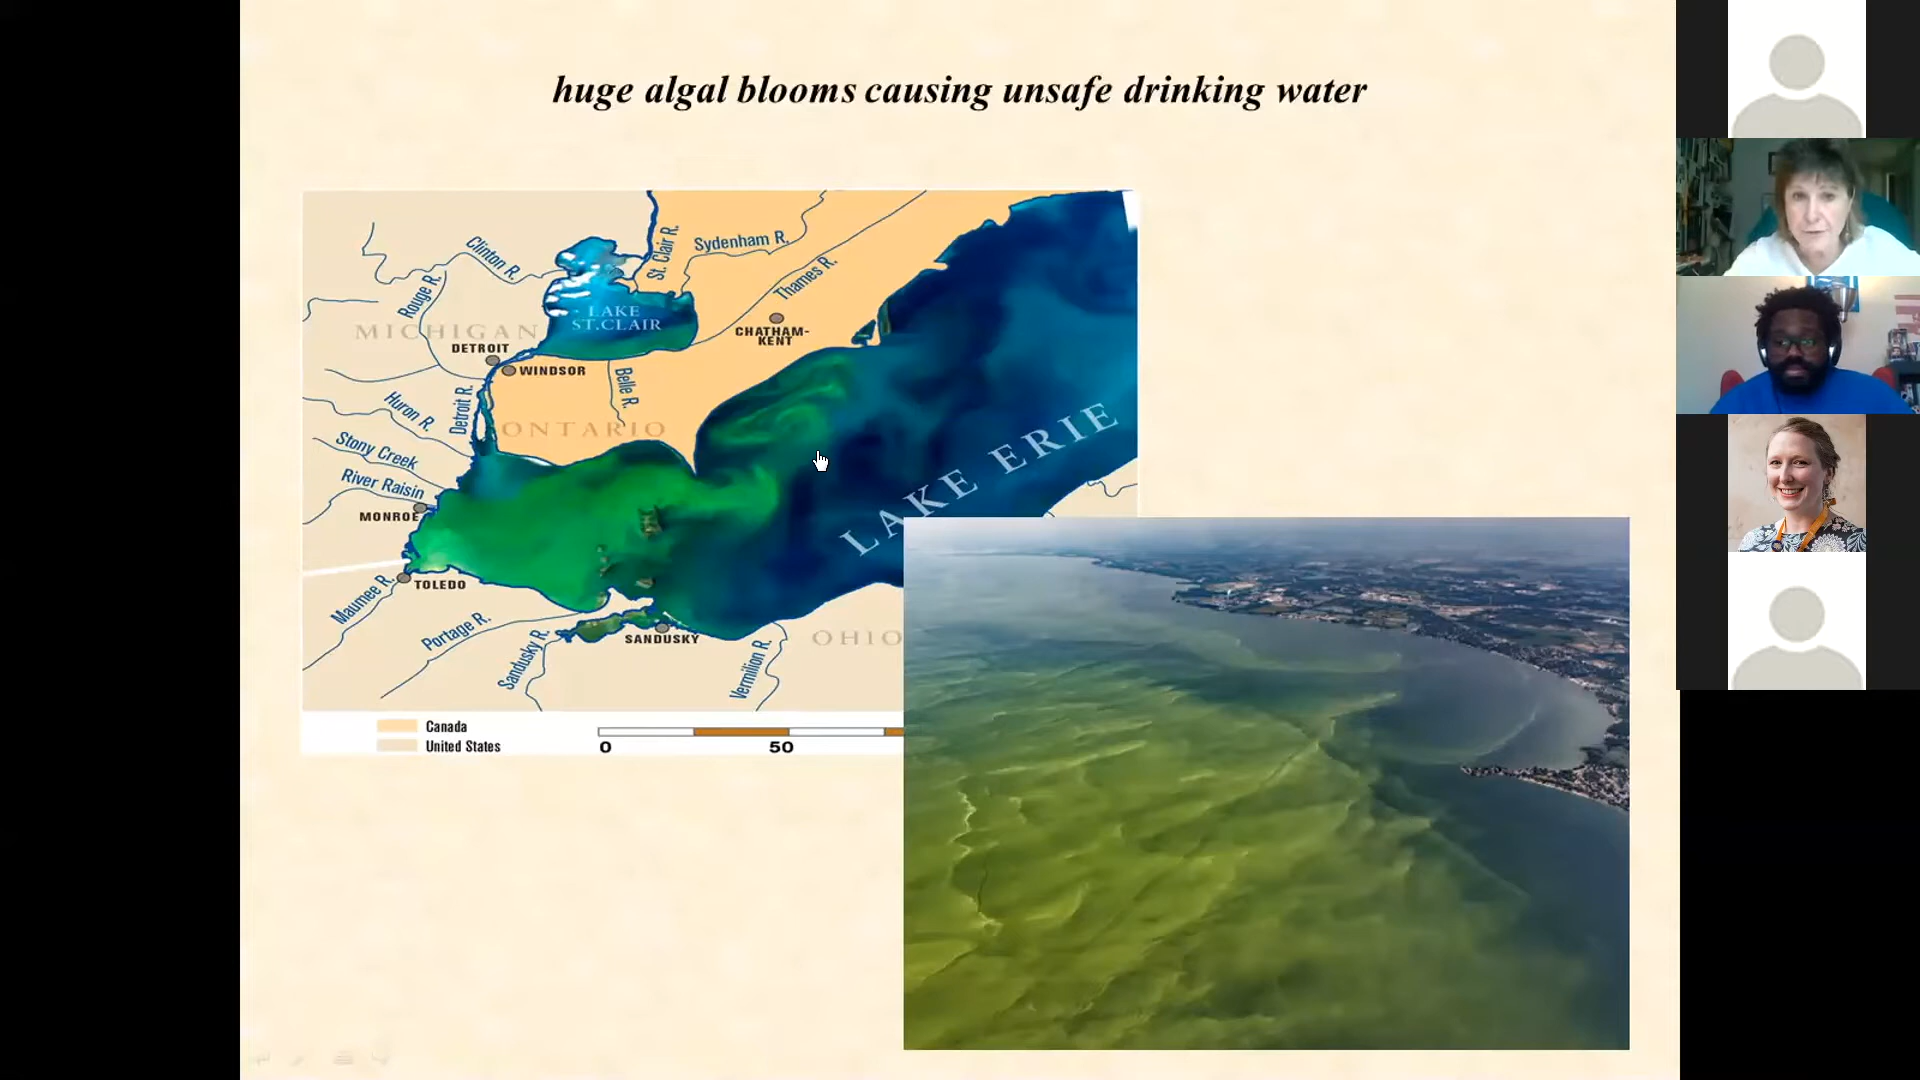 huge algal blooms causing unsafe drinking water
Clinton R.
St. Clair R.
Sydenham R.
Thames R.
Rouge R.
LAKE
ST. CLAIR
MICHIGAN
DETROIT
WINDSOR
CHATHAM-
KENT
Belle R.
Detroit R.
Huron R.
ONTARIO
Stony Creek
River Raisin
MONROE
LAKE ERIE
TOLEDO
Maumee R.
Portage R.
Sandusky R.
SANDUSKY
Vermilion R.
OHIO
Canada
United States
0
50